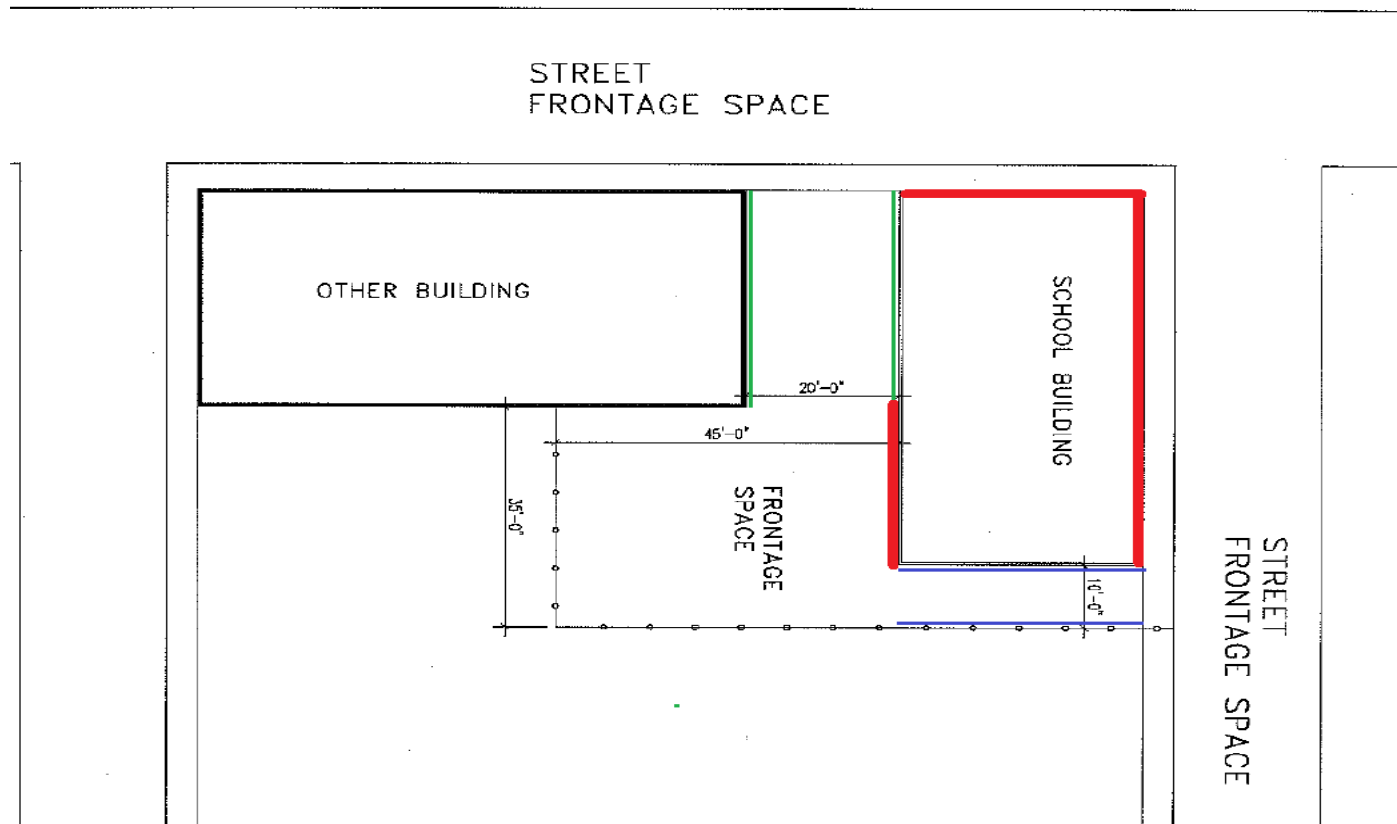 STREET
FRONTAGE SPACE
OTHER BUILDING
SCHOOL BUILDING
20'-0"
45'-0"
35'-0"
FRONTAGE
SPACE
10'-0"
STREET
FRONTAGE SPACE